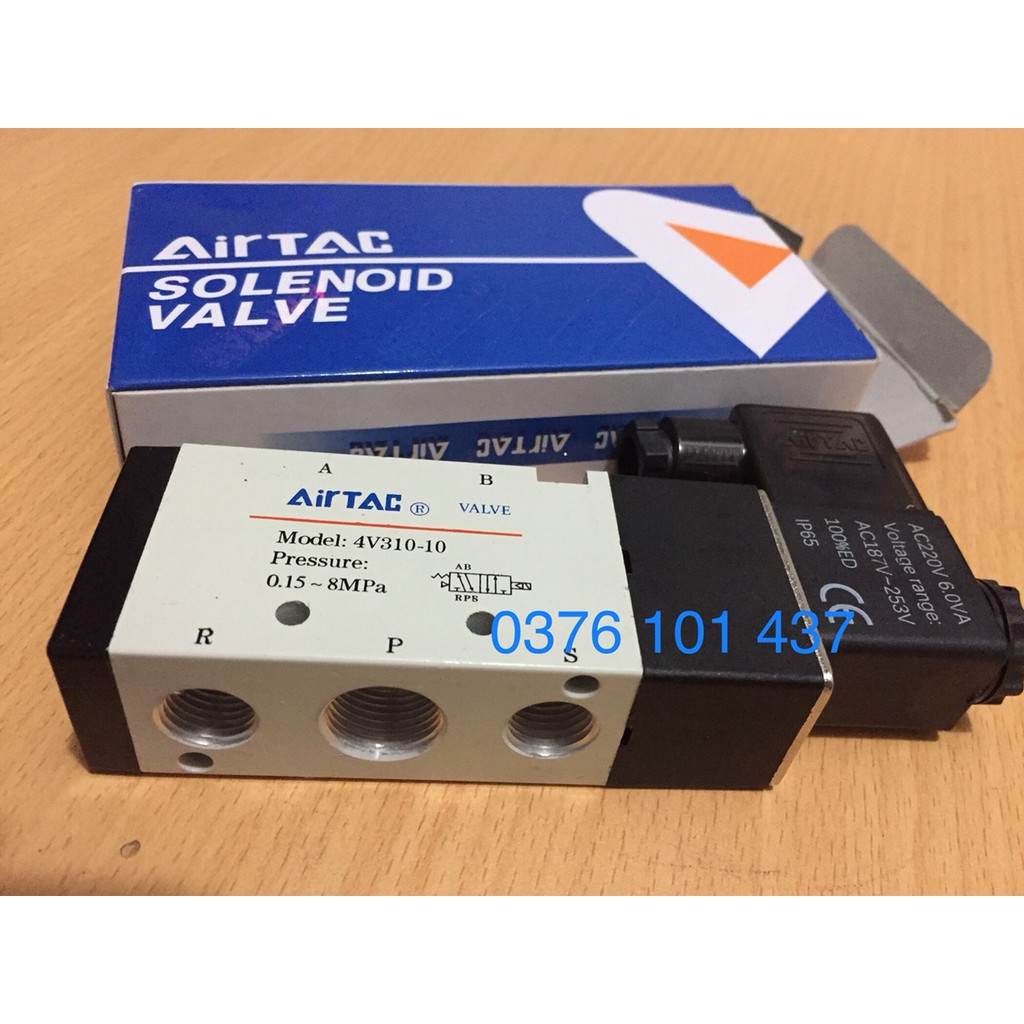 AirTAC
SOLENOID
VALVE
AirTAC AirTAC AirTAC
AirTAC
A
B
AirTAC ® VALVE
Model: 4V310-10
Pressure:
0.15~8MPa
AB
RPS
R
P
S
AC220V 6.0VA
Voltage range:
AC187V~253V
100%ED
IP65
CE
0376 101 437